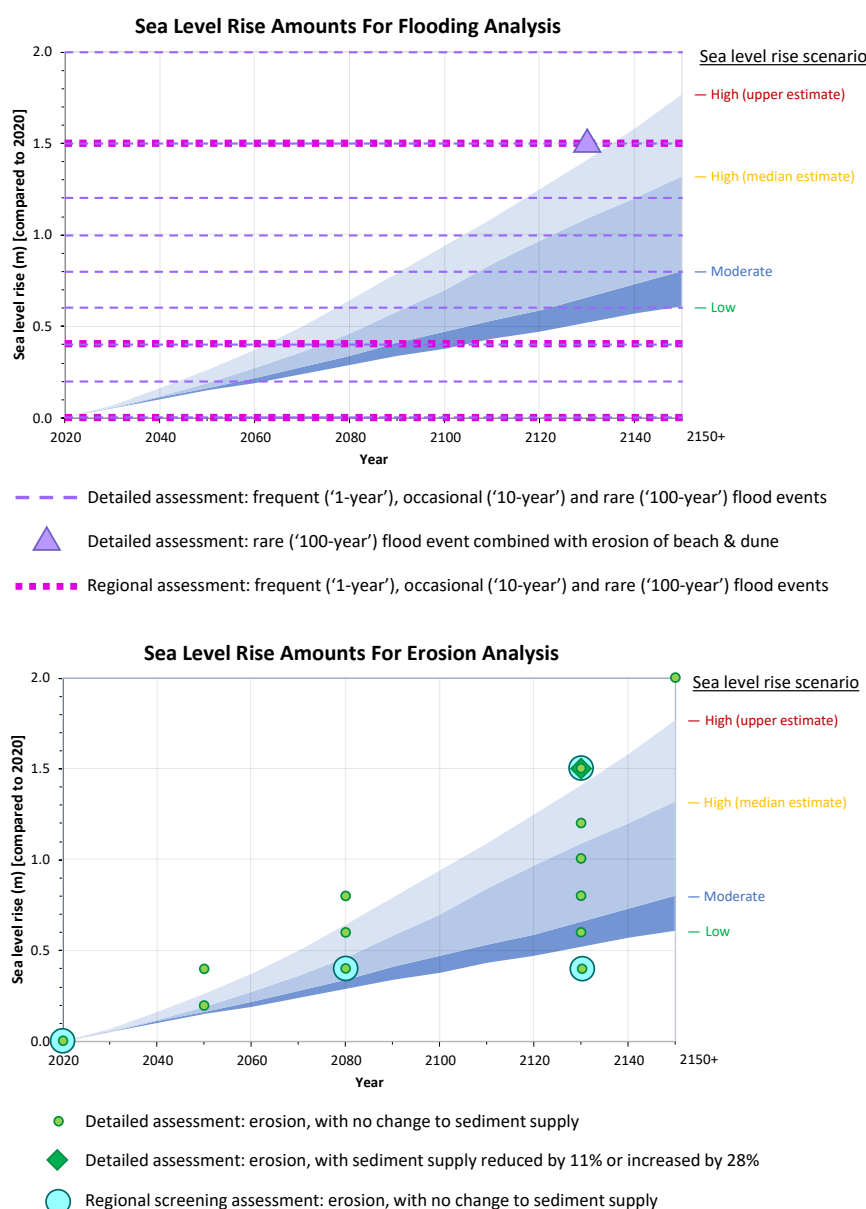 Sea Level Rise Amounts For Flooding Analysis
Sea level rise scenario
2.0
1.5
1.0
0.5
0.0
Sea level rise (m) [compared to 2020]
— High (upper estimate)
— High (median estimate)
— Moderate
— Low
2020 2040 2060 2080 2100 2120 2140 2150+
Year
Detailed assessment: frequent (‘1-year’), occasional (‘10-year’) and rare (‘100-year’) flood events
Detailed assessment: rare (‘100-year’) flood event combined with erosion of beach & dune
Regional assessment: frequent (‘1-year’), occasional (‘10-year’) and rare (‘100-year’) flood events
Sea Level Rise Amounts For Erosion Analysis
Sea level rise scenario
2.0
1.5
1.0
0.5
0.0
Sea level rise (m) [compared to 2020]
— High (upper estimate)
— High (median estimate)
— Moderate
— Low
2020 2040 2060 2080 2100 2120 2140 2150+
Year
Detailed assessment: erosion, with no change to sediment supply
Detailed assessment: erosion, with sediment supply reduced by 11% or increased by 28%
Regional screening assessment: erosion, with no change to sediment supply